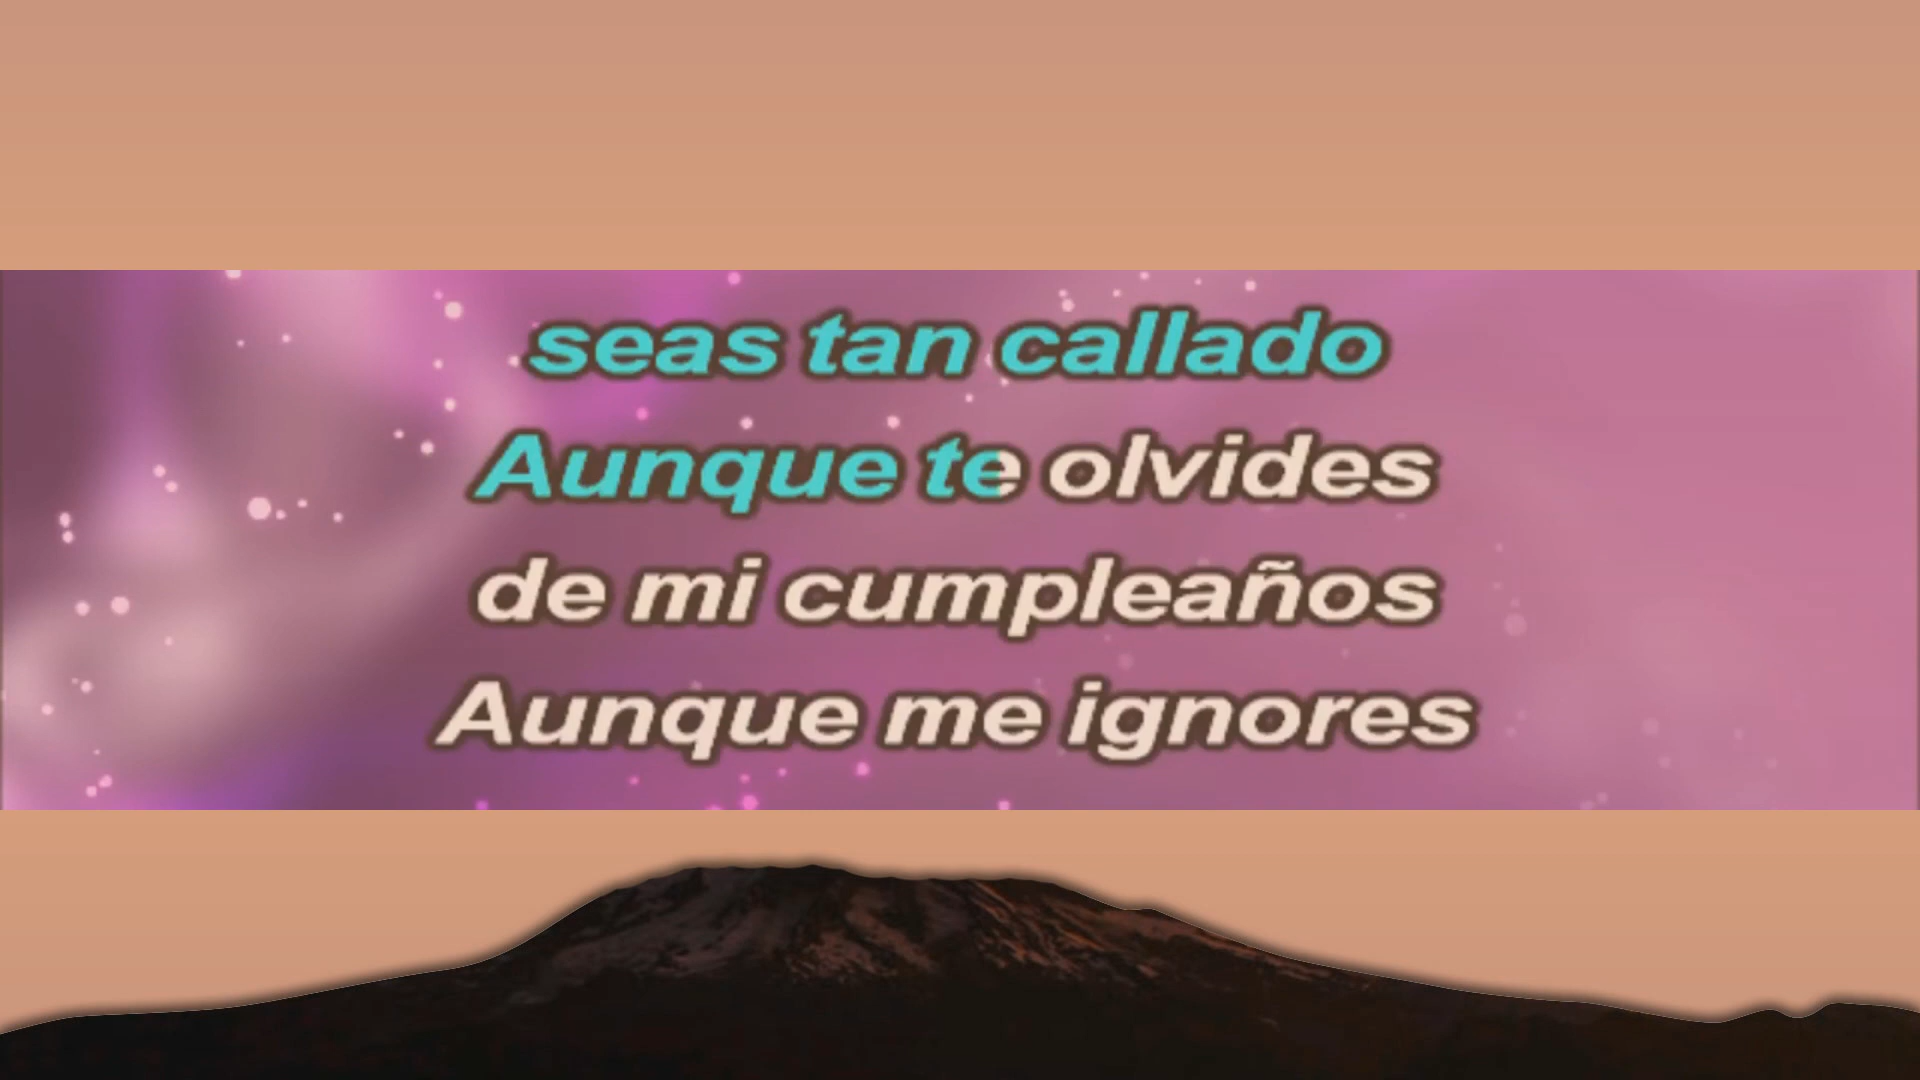 seas tan callado
Aunque te olvides
de mi cumpleaños
Aunque me ignores